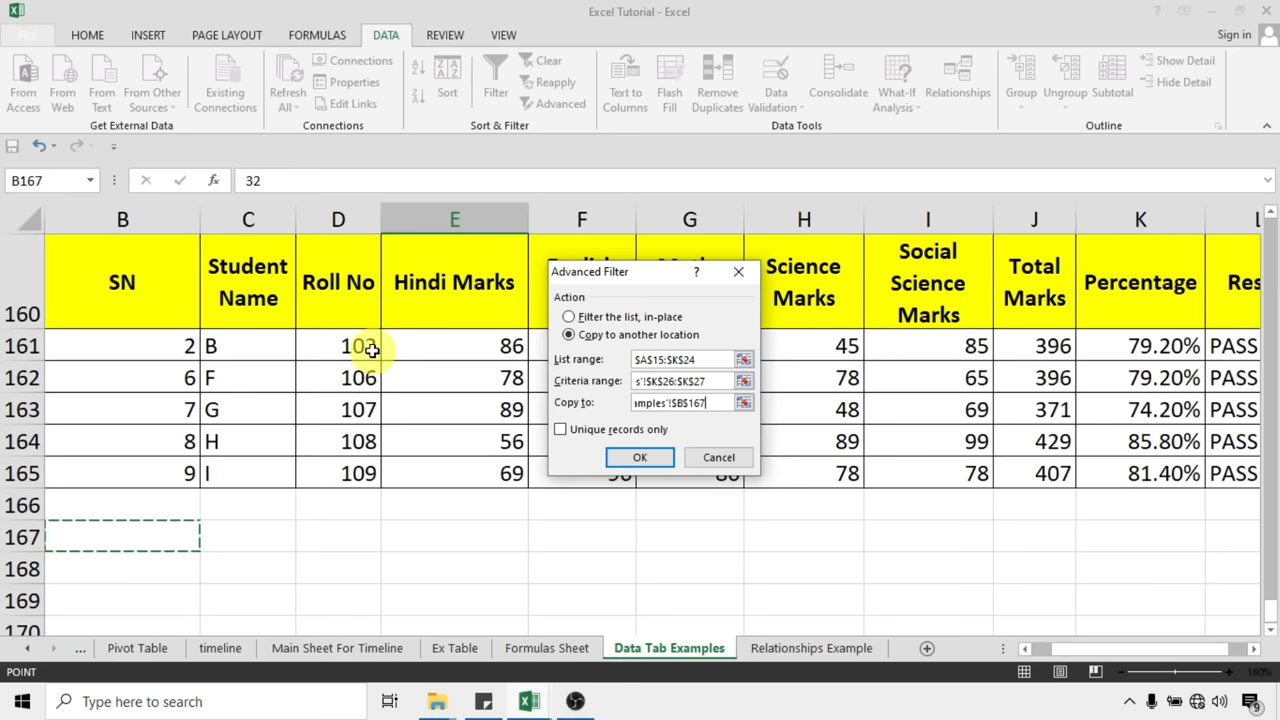 Excel Tutorial - Excel
?
FILE HOME INSERT PAGE LAYOUT FORMULAS DATA REVIEW VIEW Sign in
From Access
From Web
From Text
From Other Sources
Existing Connections
Get External Data
Refresh All
Connections
Properties
Edit Links
Connections
Sort
Filter
Clear
Reapply
Advanced
Sort & Filter
Text to Columns
Flash Fill
Remove Duplicates
Data Validation
Consolidate
What-If Analysis
Relationships
Data Tools
Group
Ungroup
Subtotal
Show Detail
Hide Detail
Outline
B167 fx 32
B C D E F G H I J K L
160 SN Student Name Roll No Hindi Marks Science Marks Social Science Marks Total Marks Percentage Res
161 2 B 86 45 85 396 79.20% PASS
162 6 F 106 78 78 65 396 79.20% PASS
163 7 G 107 89 48 69 371 74.20% PASS
164 8 H 108 56 89 99 429 85.80% PASS
165 9 I 109 69 78 78 407 81.40% PASS
166
167
168
169
170
Advanced Filter ?
Action
Filter the list, in-place
Copy to another location
List range: $A$15:$K$24
Criteria range: s'!$K$26:$K$27
Copy to: amples'!$B$167
Unique records only
OK Cancel
... Pivot Table timeline Main Sheet For Timeline Ex Table Formulas Sheet Data Tab Examples Relationships Example
POINT 160%
Type here to search 9